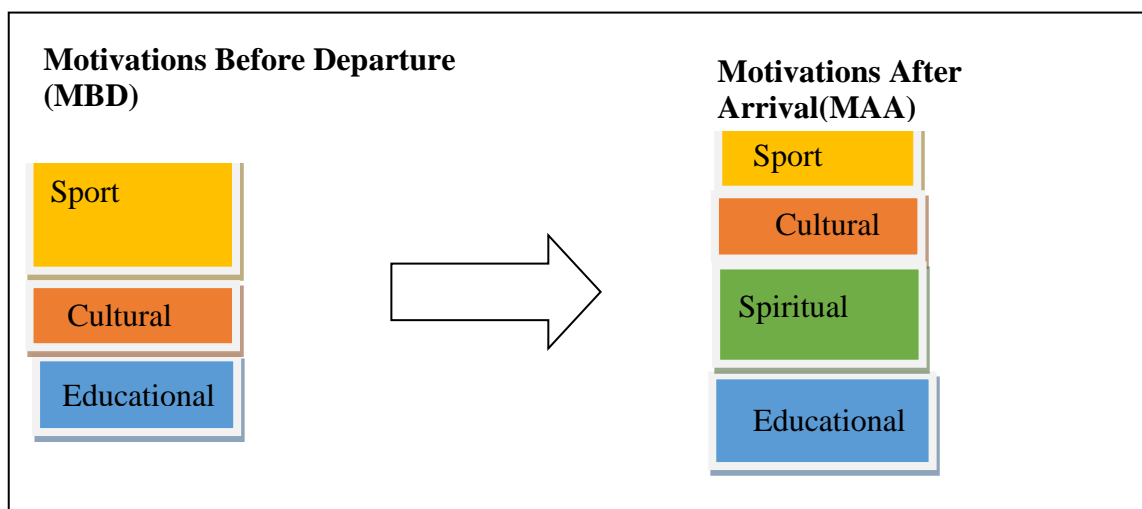 Motivations Before Departure
(MBD)
Sport
Cultural
Educational
Motivations After
Arrival(MAA)
Sport
Cultural
Spiritual
Educational